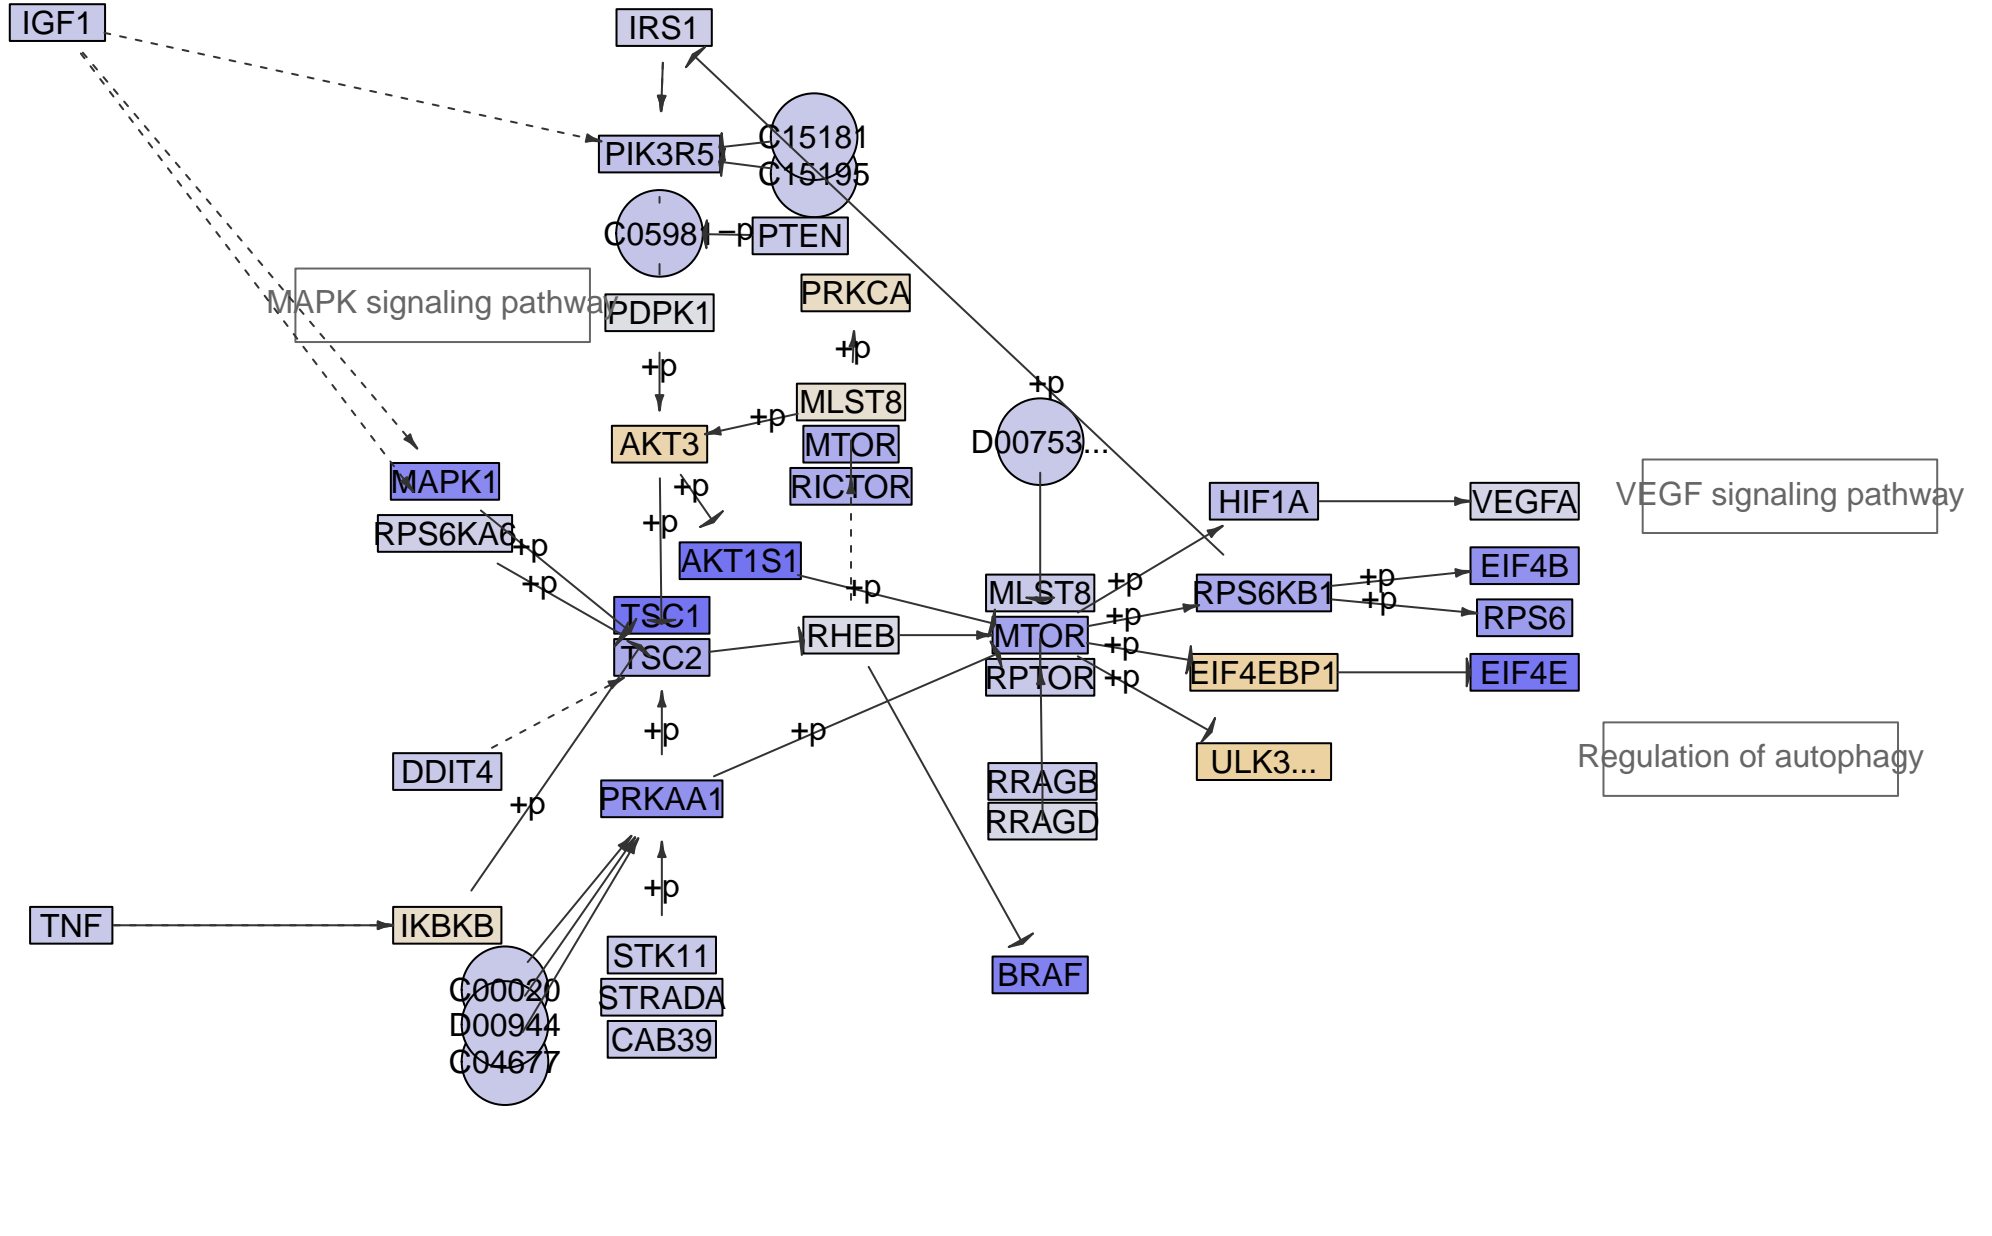 IGF1
IRS1
PIK3R5
C15181
C15195
C05981
−p
PTEN
MAPK signaling pathway
PDPK1
PRKCA
+p
+p
+p
MLST8
+p
AKT3
MTOR
D00753...
MAPK1
+p
RICTOR
HIF1A
VEGFA
VEGF signaling pathway
RPS6KA6
+p
+p
AKT1S1
+p
+p
MLST8
+p
RPS6KB1
+p
EIF4B
TSC1
+p
+p
RPS6
RHEB
MTOR
+p
TSC2
RPTOR
+p
EIF4EBP1
EIF4E
+p
+p
DDIT4
PRKAA1
RRAGB
ULK3...
Regulation of autophagy
+p
RRAGD
+p
TNF
IKBKB
STK11
BRAF
C00020
STRADA
D00944
CAB39
C04677